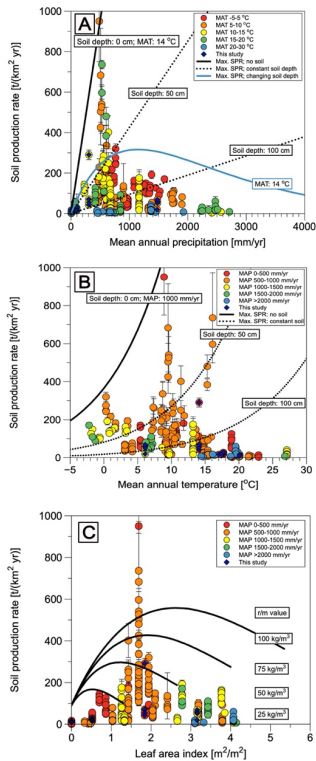 A
Soil depth: 0 cm; MAT: 14 °C
MAT -5-5 °C
MAT 5-10 °C
MAT 10-15 °C
MAT 15-20 °C
MAT 20-30 °C
This study
Max. SPR; no soil
Max. SPR; constant soil depth
Max. SPR; changing soil depth
Soil depth: 50 cm
Soil depth: 100 cm
MAT: 14 °C
Soil production rate [t/(km² yr)]
1000
800
600
400
200
0
0 1000 2000 3000 4000
Mean annual precipitation [mm/yr]
B
Soil depth: 0 cm; MAP: 1000 mm/yr
MAP 0-500 mm/yr
MAP 500-1000 mm/yr
MAP 1000-1500 mm/yr
MAP 1500-2000 mm/yr
MAP >2000 mm/yr
This study
Max. SPR; no soil
Max. SPR; constant soil
Soil depth: 50 cm
Soil depth: 100 cm
Soil production rate [t/(km² yr)]
1000
800
600
400
200
0
−5 0 5 10 15 20 25 30
Mean annual temperature [°C]
C
MAP 0-500 mm/yr
MAP 500-1000 mm/yr
MAP 1000-1500 mm/yr
MAP 1500-2000 mm/yr
MAP >2000 mm/yr
This study
r/m value
100 kg/m³
75 kg/m³
50 kg/m³
25 kg/m³
Soil production rate [t/(km² yr)]
1000
800
600
400
200
0
0 1 2 3 4 5 6
Leaf area index [m²/m²]